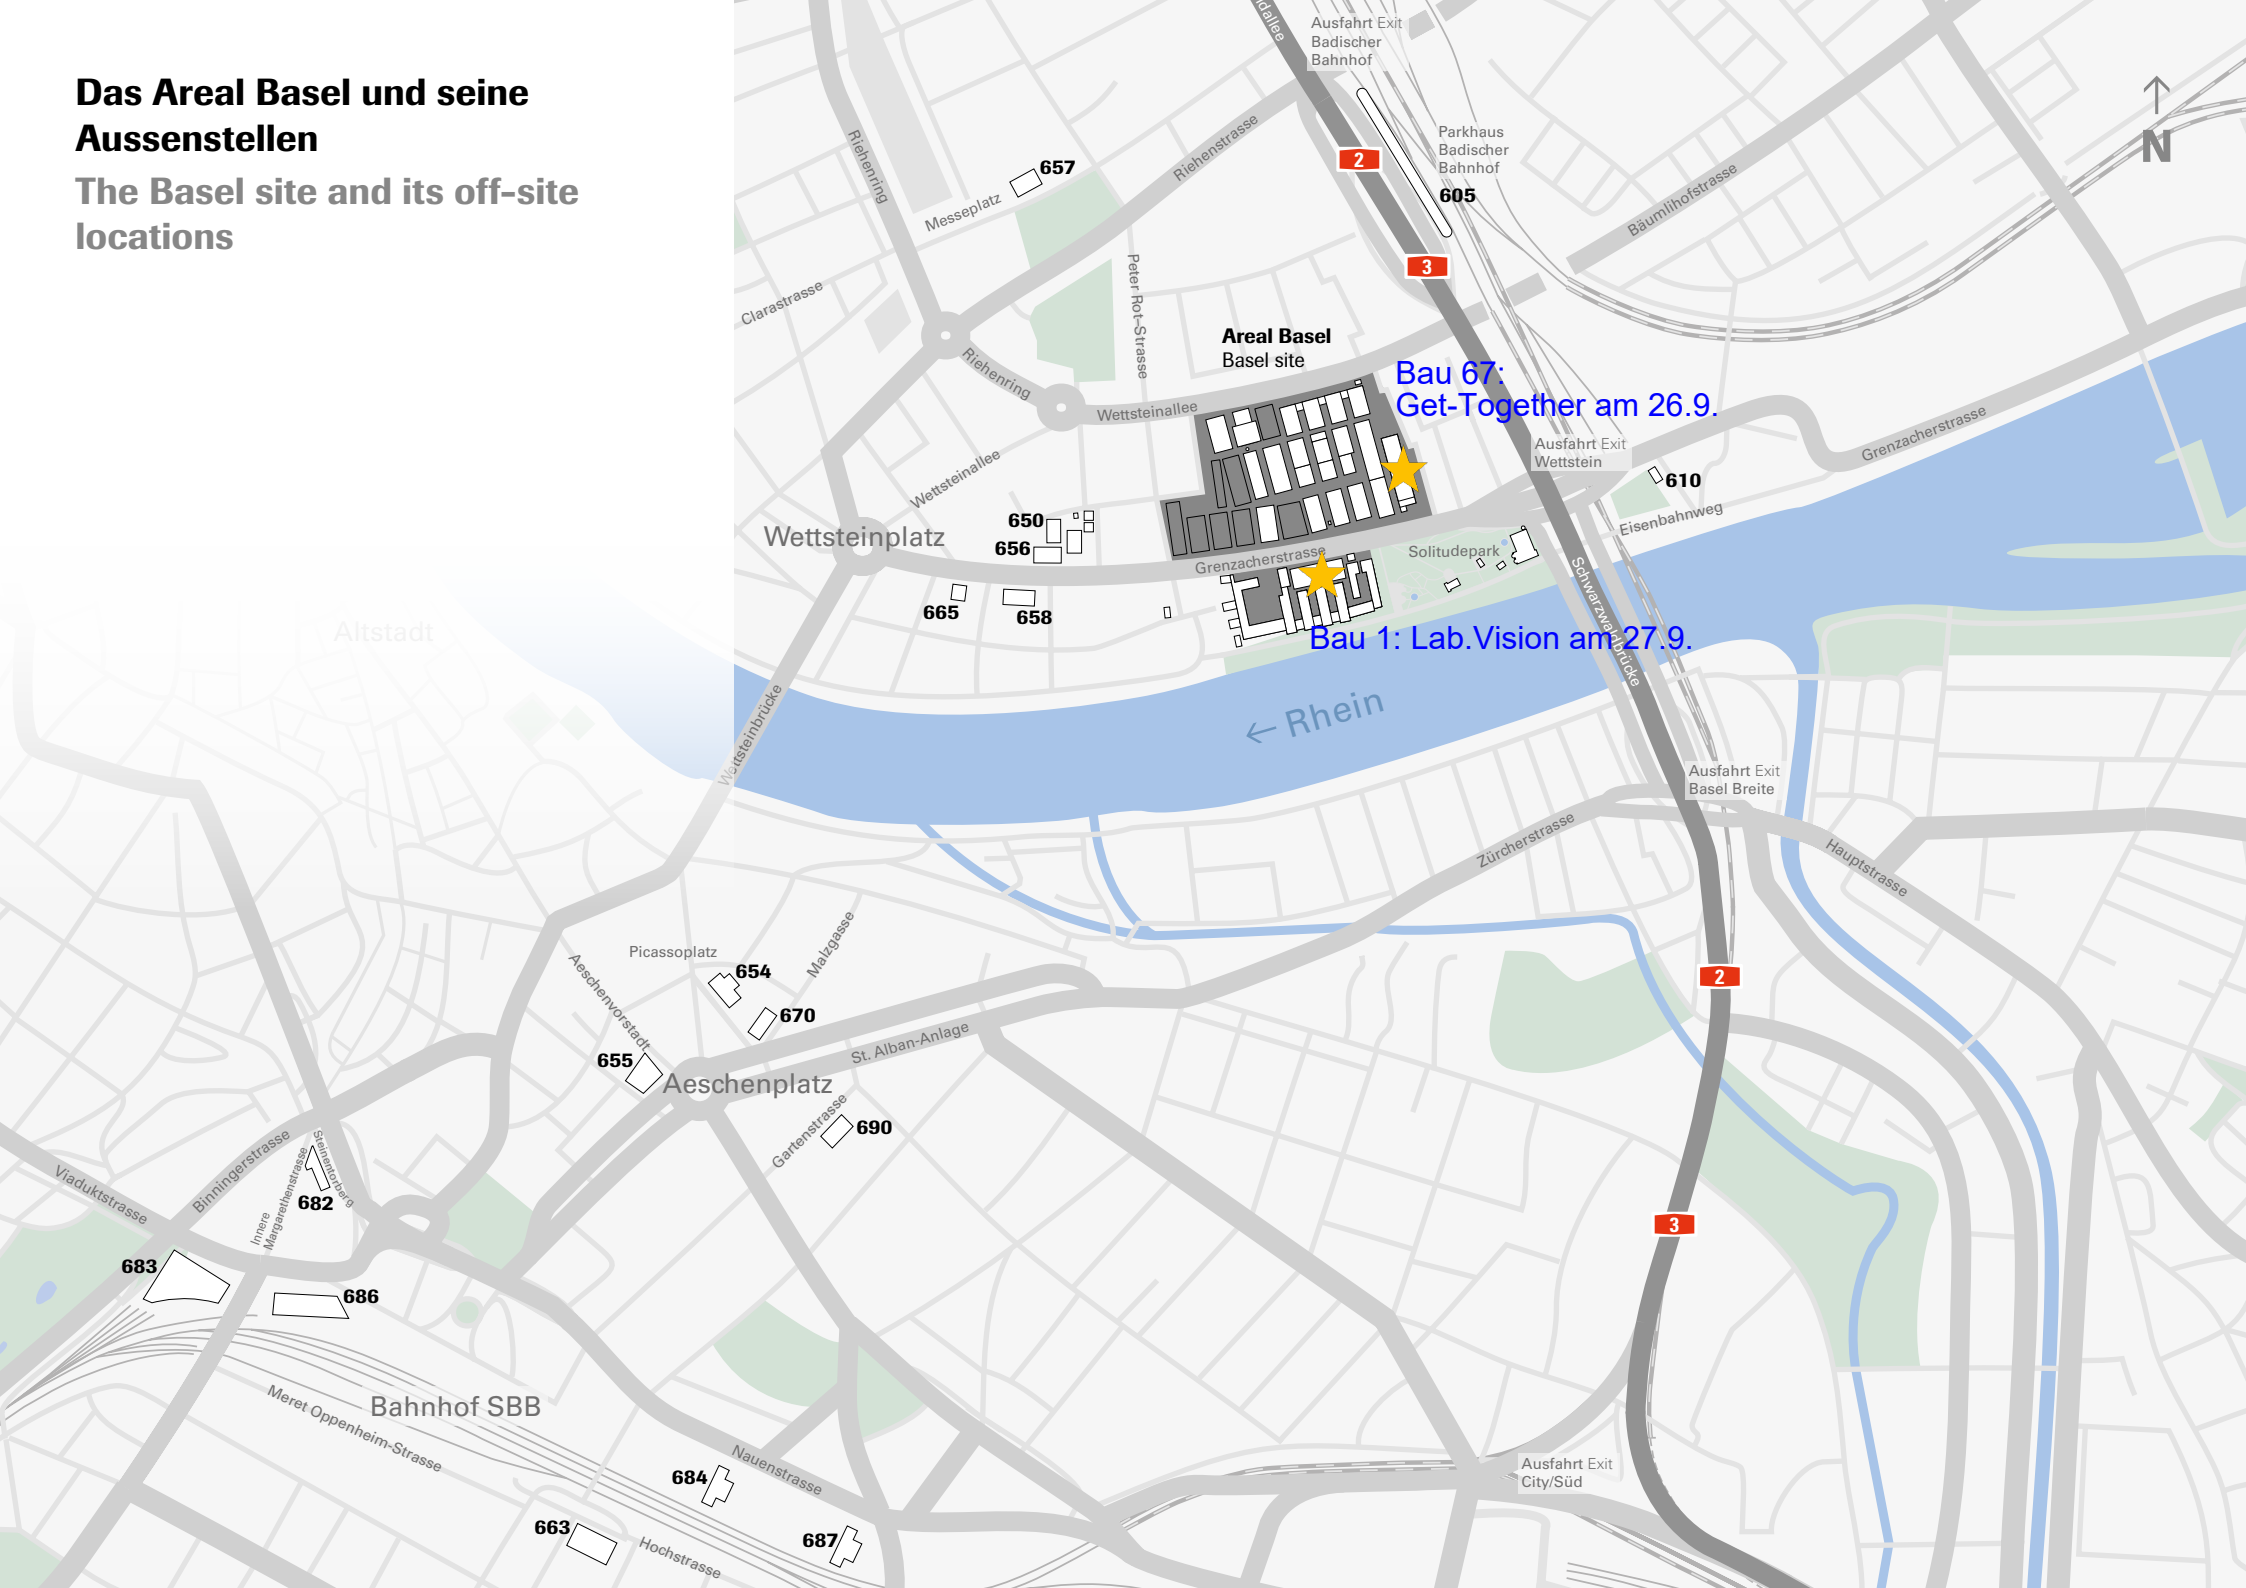 Das Areal Basel und seine
Aussenstellen
The Basel site and its off-site
locations
Ausfahrt Exit
Badischer
Bahnhof
N
Parkhaus
Badischer
Bahnhof
605
2
3
Riehenring
657
Messeplatz
Riehenstrasse
Bäumlihofstrasse
Clarastrasse
Peter Rot-Strasse
Areal Basel
Basel site
Riehenring
Wettsteinallee
Bau 67:
Get-Together am 26.9.
Ausfahrt Exit
Wettstein
Grenzacherstrasse
610
Wettsteinallee
Eisenbahnweg
650
656
Wettsteinplatz
Grenzacherstrasse
Solitudepark
665
658
Schwarzwaldbrücke
Bau 1: Lab.Vision am 27.9.
Altstadt
← Rhein
Wettsteinbrücke
Ausfahrt Exit
Basel Breite
Zürcherstrasse
Hauptstrasse
Malzgasse
Picassoplatz
654
Aeschenvorstadt
670
2
655
St. Alban-Anlage
Aeschenplatz
Gartenstrasse
690
Binningerstrasse
Steinentorberg
Viaduktstrasse
Innere
Margarethenstrasse
682
3
683
686
Bahnhof SBB
Meret Oppenheim-Strasse
Nauenstrasse
684
Ausfahrt Exit
City/Süd
663
687
Hochstrasse